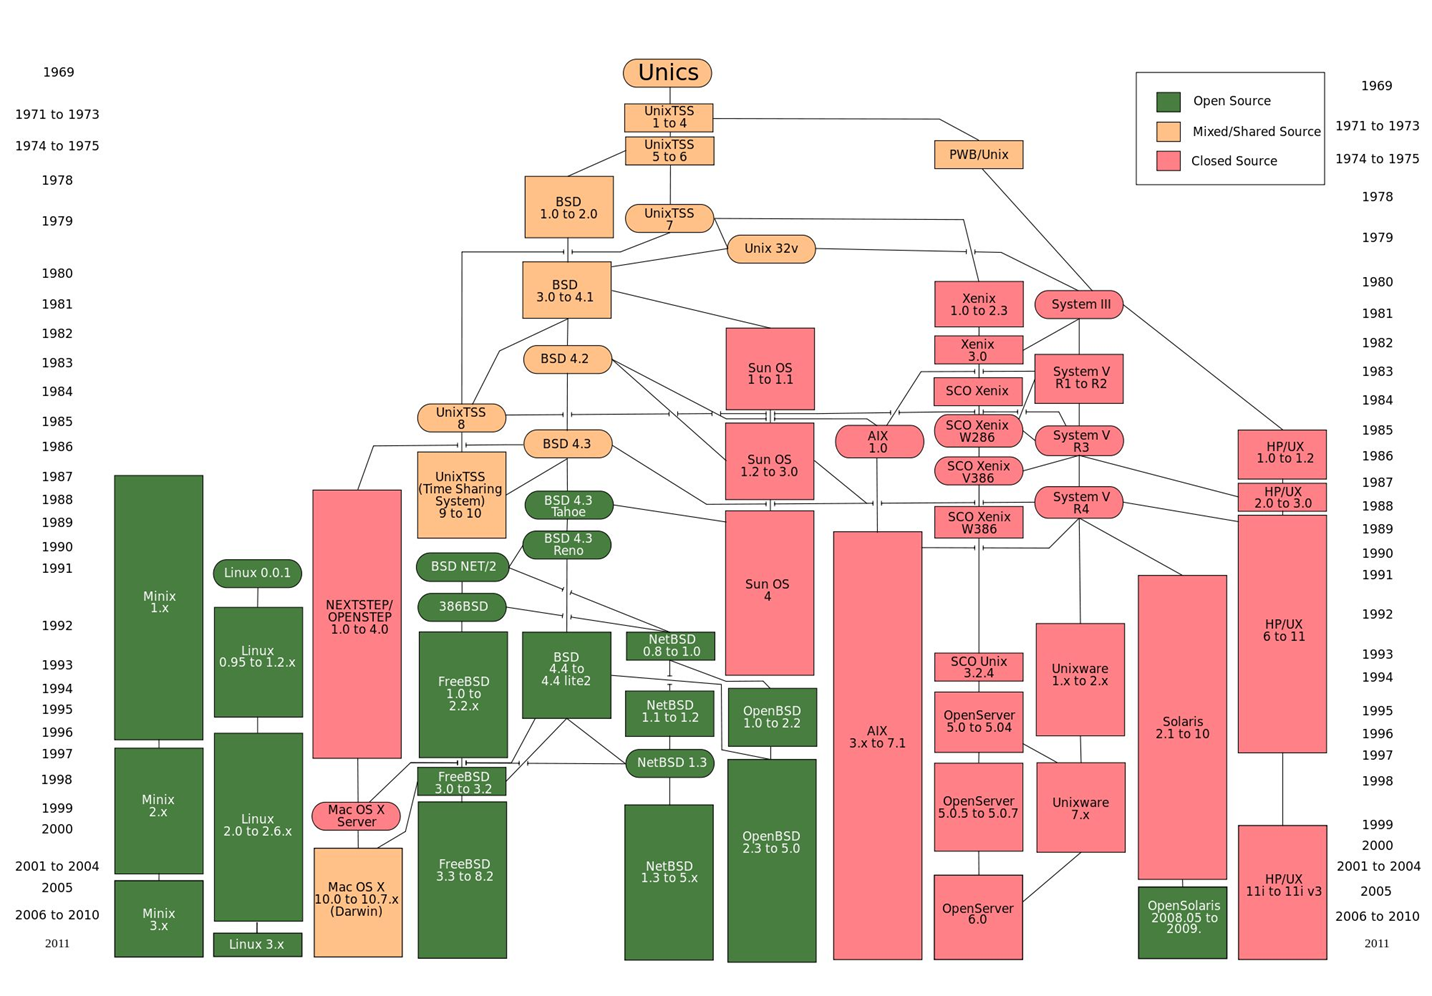 Unics
UnixTSS
1 to 4
UnixTSS
5 to 6
PWB/Unix
Open Source
Mixed/Shared Source
Closed Source
1969
1971 to 1973
1974 to 1975
1978
1979
1980
1981
1982
1983
1984
1985
1986
1987
1988
1989
1990
1991
1992
1993
1994
1995
1996
1997
1998
1999
2000
2001 to 2004
2005
2006 to 2010
2011
BSD
1.0 to 2.0
UnixTSS
7
Unix 32v
BSD
3.0 to 4.1
Xenix
1.0 to 2.3
System III
Xenix
3.0
BSD 4.2
Sun OS
1 to 1.1
System V
R1 to R2
SCO Xenix
UnixTSS
8
BSD 4.3
AIX
1.0
SCO Xenix
W286
System V
R3
HP/UX
1.0 to 1.2
UnixTSS
(Time Sharing
System)
9 to 10
Sun OS
1.2 to 3.0
SCO Xenix
V386
HP/UX
2.0 to 3.0
BSD 4.3
Tahoe
System V
R4
SCO Xenix
W386
BSD 4.3
Reno
BSD NET/2
Linux 0.0.1
Minix
1.x
386BSD
NEXTSTEP/
OPENSTEP
1.0 to 4.0
Sun OS
4
HP/UX
6 to 11
Linux
0.95 to 1.2.x
NetBSD
0.8 to 1.0
BSD
4.4 to
4.4 lite2
SCO Unix
3.2.4
Unixware
1.x to 2.x
FreeBSD
1.0 to
2.2.x
NetBSD
1.1 to 1.2
OpenBSD
1.0 to 2.2
OpenServer
5.0 to 5.04
Solaris
2.1 to 10
AIX
3.x to 7.1
NetBSD 1.3
FreeBSD
3.0 to 3.2
Minix
2.x
Mac OS X
Server
Linux
2.0 to 2.6.x
OpenServer
5.0.5 to 5.0.7
Unixware
7.x
OpenBSD
2.3 to 5.0
FreeBSD
3.3 to 8.2
NetBSD
1.3 to 5.x
Mac OS X
10.0 to 10.7.x
(Darwin)
HP/UX
11i to 11i v3
Minix
3.x
OpenServer
6.0
OpenSolaris
2008.05 to
2009.
Linux 3.x
1969
1971 to 1973
1974 to 1975
1978
1979
1980
1981
1982
1983
1984
1985
1986
1987
1988
1989
1990
1991
1992
1993
1994
1995
1996
1997
1998
1999
2000
2001 to 2004
2005
2006 to 2010
2011